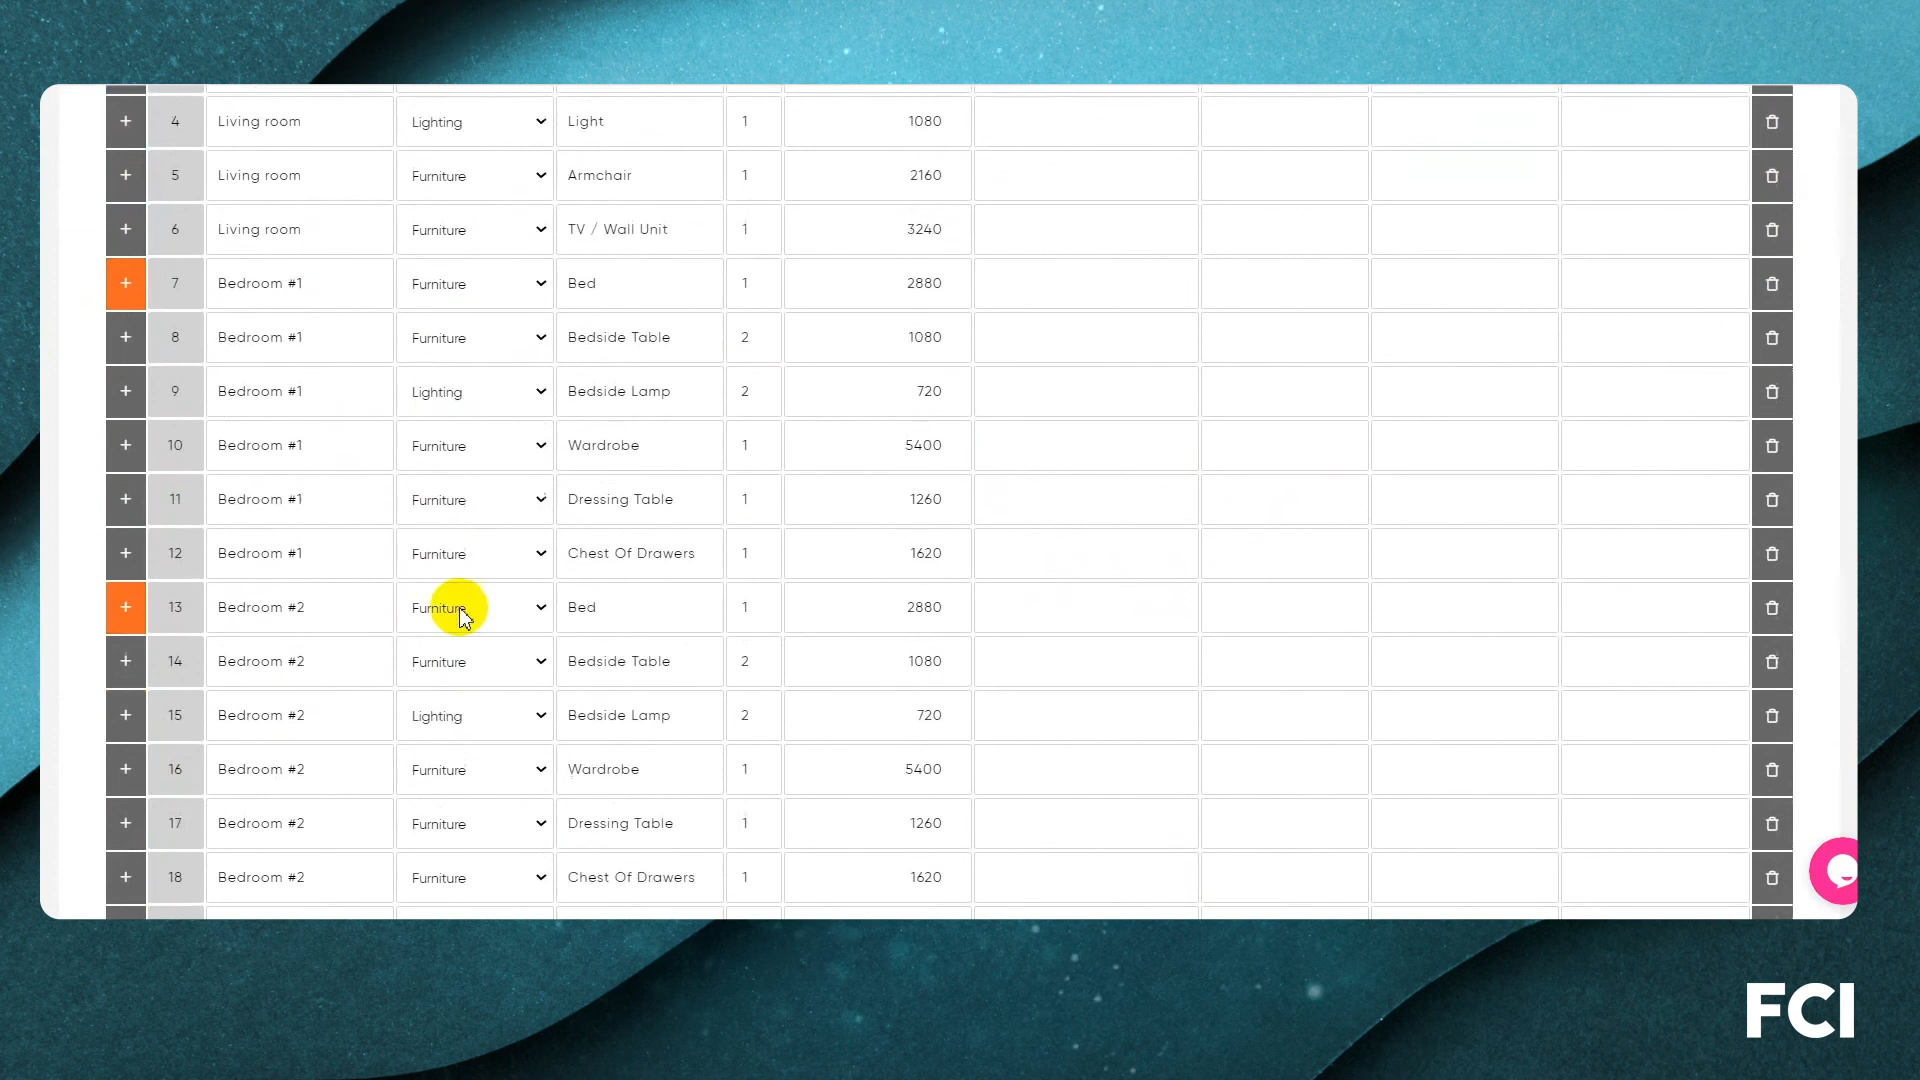 + 4 Living room Lighting Light 1 1080
+ 5 Living room Furniture Armchair 1 2160
+ 6 Living room Furniture TV / Wall Unit 1 3240
+ 7 Bedroom #1 Furniture Bed 1 2880
+ 8 Bedroom #1 Furniture Bedside Table 2 1080
+ 9 Bedroom #1 Lighting Bedside Lamp 2 720
+ 10 Bedroom #1 Furniture Wardrobe 1 5400
+ 11 Bedroom #1 Furniture Dressing Table 1 1260
+ 12 Bedroom #1 Furniture Chest Of Drawers 1 1620
+ 13 Bedroom #2 Furniture Bed 1 2880
+ 14 Bedroom #2 Furniture Bedside Table 2 1080
+ 15 Bedroom #2 Lighting Bedside Lamp 2 720
+ 16 Bedroom #2 Furniture Wardrobe 1 5400
+ 17 Bedroom #2 Furniture Dressing Table 1 1260
+ 18 Bedroom #2 Furniture Chest Of Drawers 1 1620
FCI